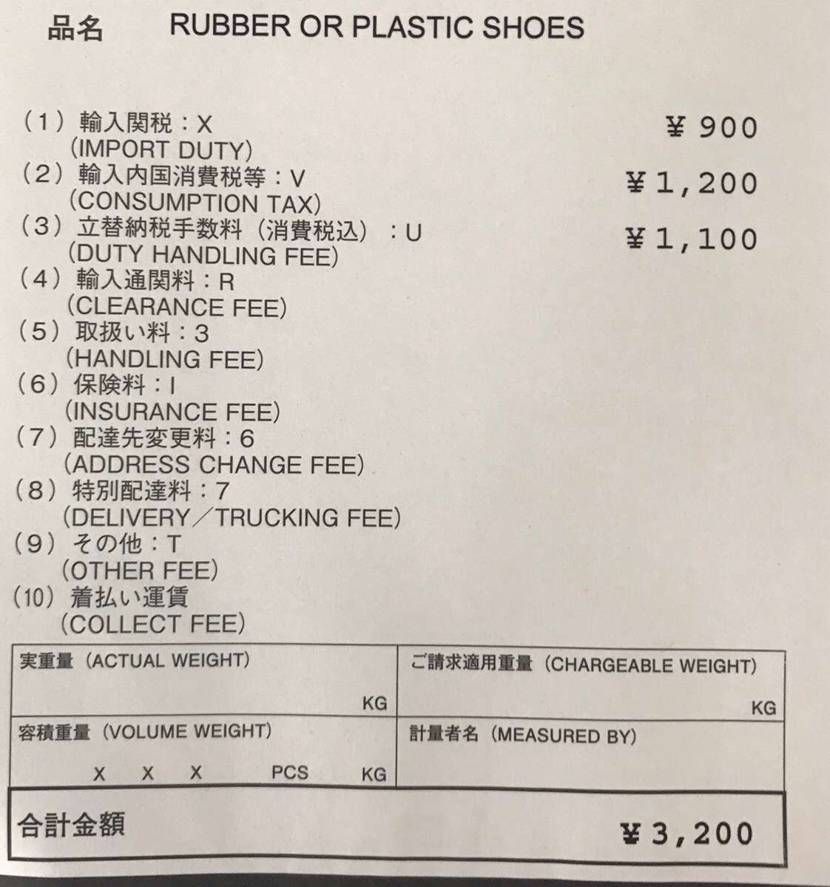 品名 RUBBER OR PLASTIC SHOES
(1) 輸入関税：X ¥ 900
(IMPORT DUTY)
(2) 輸入内国消費税等：V ¥1,200
(CONSUMPTION TAX)
(3) 立替納税手数料（消費税込）：U ¥1,100
(DUTY HANDLING FEE)
(4) 輸入通関料：R
(CLEARANCE FEE)
(5) 取扱い料：3
(HANDLING FEE)
(6) 保険料：I
(INSURANCE FEE)
(7) 配達先変更料：6
(ADDRESS CHANGE FEE)
(8) 特別配達料：7
(DELIVERY／TRUCKING FEE)
(9) その他：T
(OTHER FEE)
(10) 着払い運賃
(COLLECT FEE)
実重量 (ACTUAL WEIGHT) ご請求適用重量 (CHARGEABLE WEIGHT)
KG KG
容積重量 (VOLUME WEIGHT) 計量者名 (MEASURED BY)
X X X PCS KG
合計金額 ¥3,200